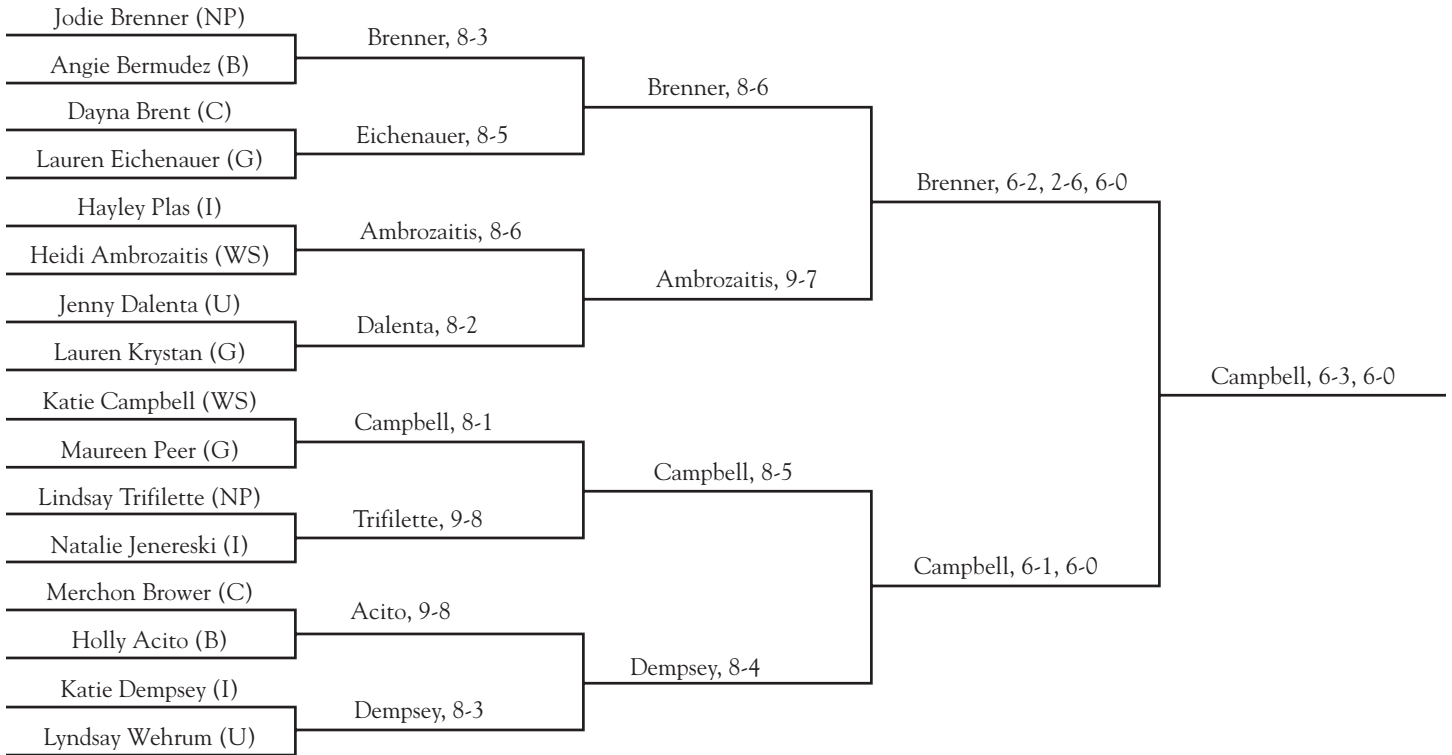 Jodie Brenner (NP)
Angie Bermudez (B)
Dayna Brent (C)
Lauren Eichenauer (G)
Hayley Plas (I)
Heidi Ambrozaitis (WS)
Jenny Dalenta (U)
Lauren Krystan (G)
Katie Campbell (WS)
Maureen Peer (G)
Lindsay Trifilette (NP)
Natalie Jenereski (I)
Merchon Brower (C)
Holly Acito (B)
Katie Dempsey (I)
Lyndsay Wehrum (U)
Brenner, 8-3
Eichenauer, 8-5
Ambrozaitis, 8-6
Dalenta, 8-2
Campbell, 8-1
Trifilette, 9-8
Acito, 9-8
Dempsey, 8-3
Brenner, 8-6
Ambrozaitis, 9-7
Campbell, 8-5
Dempsey, 8-4
Brenner, 6-2, 2-6, 6-0
Campbell, 6-1, 6-0
Campbell, 6-3, 6-0